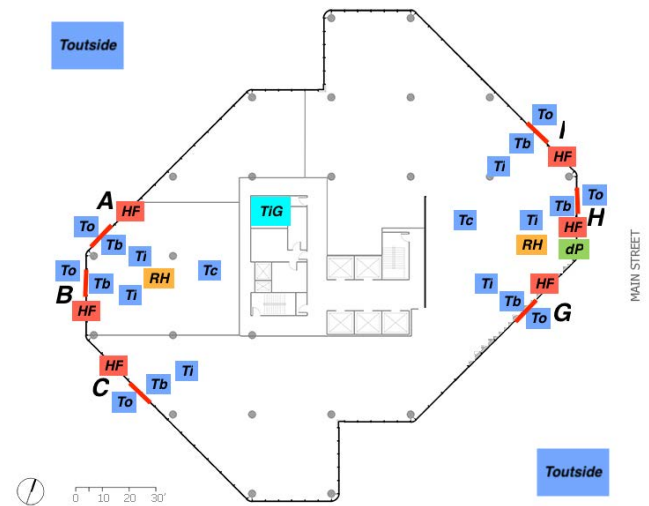 Toutside
To
I
Tb
HF
Ti
A
HF
TiG
To
Tb
H
To
Tb
Ti
Tc
Ti
HF
To
Tc
RH
dP
B
Tb
RH
Ti
HF
Ti
HF
Tb
To
G
MAIN STREET
HF
C
Ti
Tb
To
Toutside
0 10 20 30'